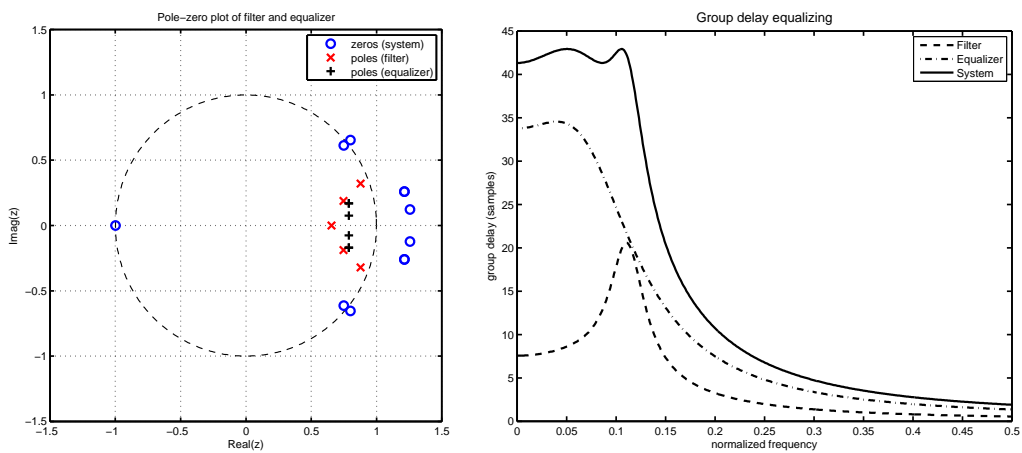 Pole−zero plot of filter and equalizer
1.5
1
0.5
0
−0.5
−1
−1.5
−1.5
−1
−0.5
0
0.5
1
1.5
Imag(z)
Real(z)
zeros (system)
poles (filter)
poles (equalizer)
Group delay equalizing
45
40
35
30
25
20
15
10
5
0
0
0.05
0.1
0.15
0.2
0.25
0.3
0.35
0.4
0.45
0.5
group delay (samples)
normalized frequency
Filter
Equalizer
System